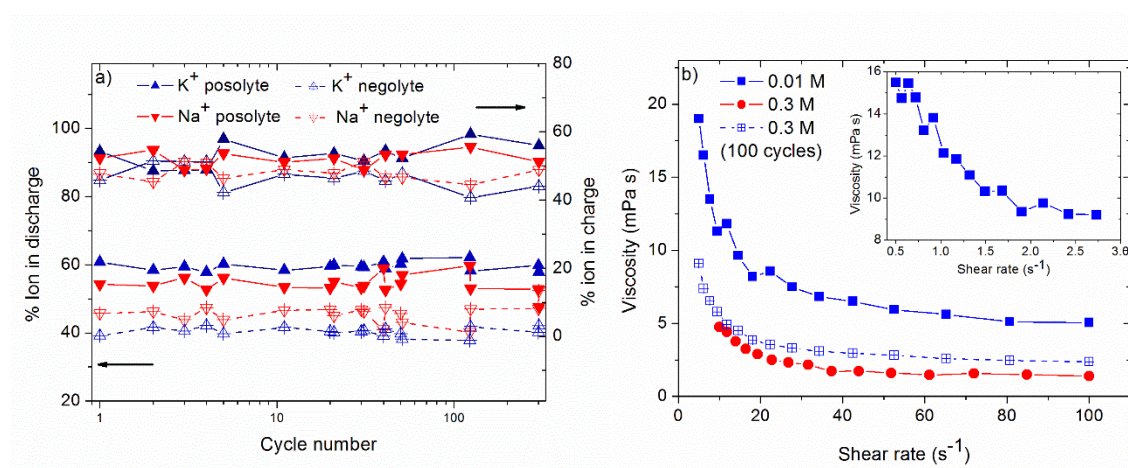 a)
K+ posolyte
K+ negolyte
Na+ posolyte
Na+ negolyte
% Ion in discharge
100
80
60
40
20
% ion in charge
80
60
40
20
0
1
10
100
Cycle number
b)
0.01 M
0.3 M
0.3 M
(100 cycles)
Viscosity (mPa s)
20
15
10
5
0
0
20
40
60
80
100
Shear rate (s-1)
Viscosity (mPa s)
16
14
12
10
8
0.5
1.0
1.5
2.0
2.5
3.0
3.6
Shear rate (s-1)